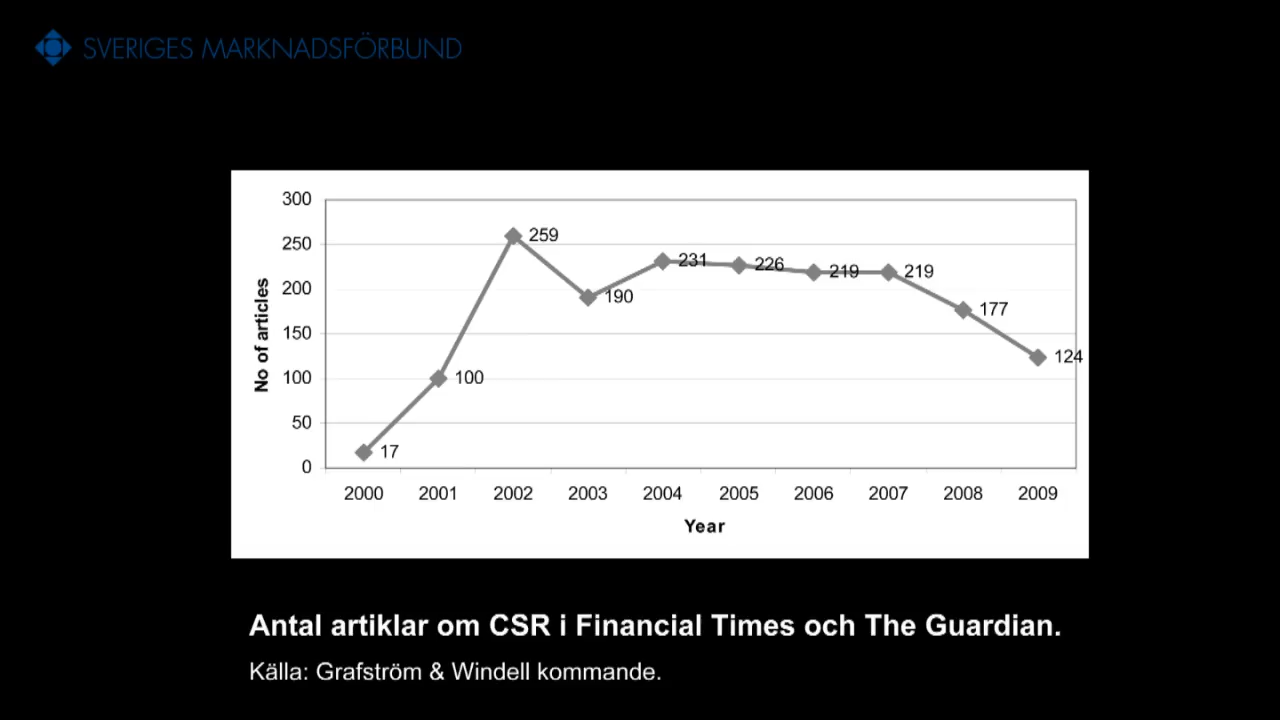 SVERIGES MARKNADSFÖRBUND
300
250
200
150
100
50
0
No of articles
17
100
259
190
231
226
219
219
177
124
2000 2001 2002 2003 2004 2005 2006 2007 2008 2009
Year
Antal artiklar om CSR i Financial Times och The Guardian.
Källa: Grafström & Windell kommande.